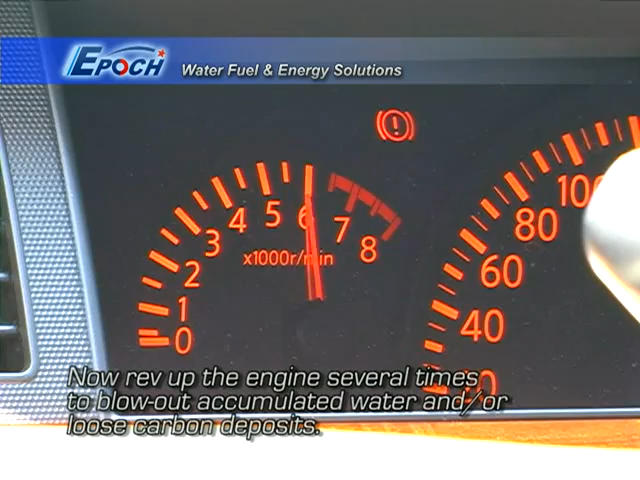 EPOCH Water Fuel & Energy Solutions
0 1 2 3 4 5 6 7 8
x1000r/min
40 60 80 100
Now rev up the engine several times
to blow-out accumulated water and/or
loose carbon deposits.